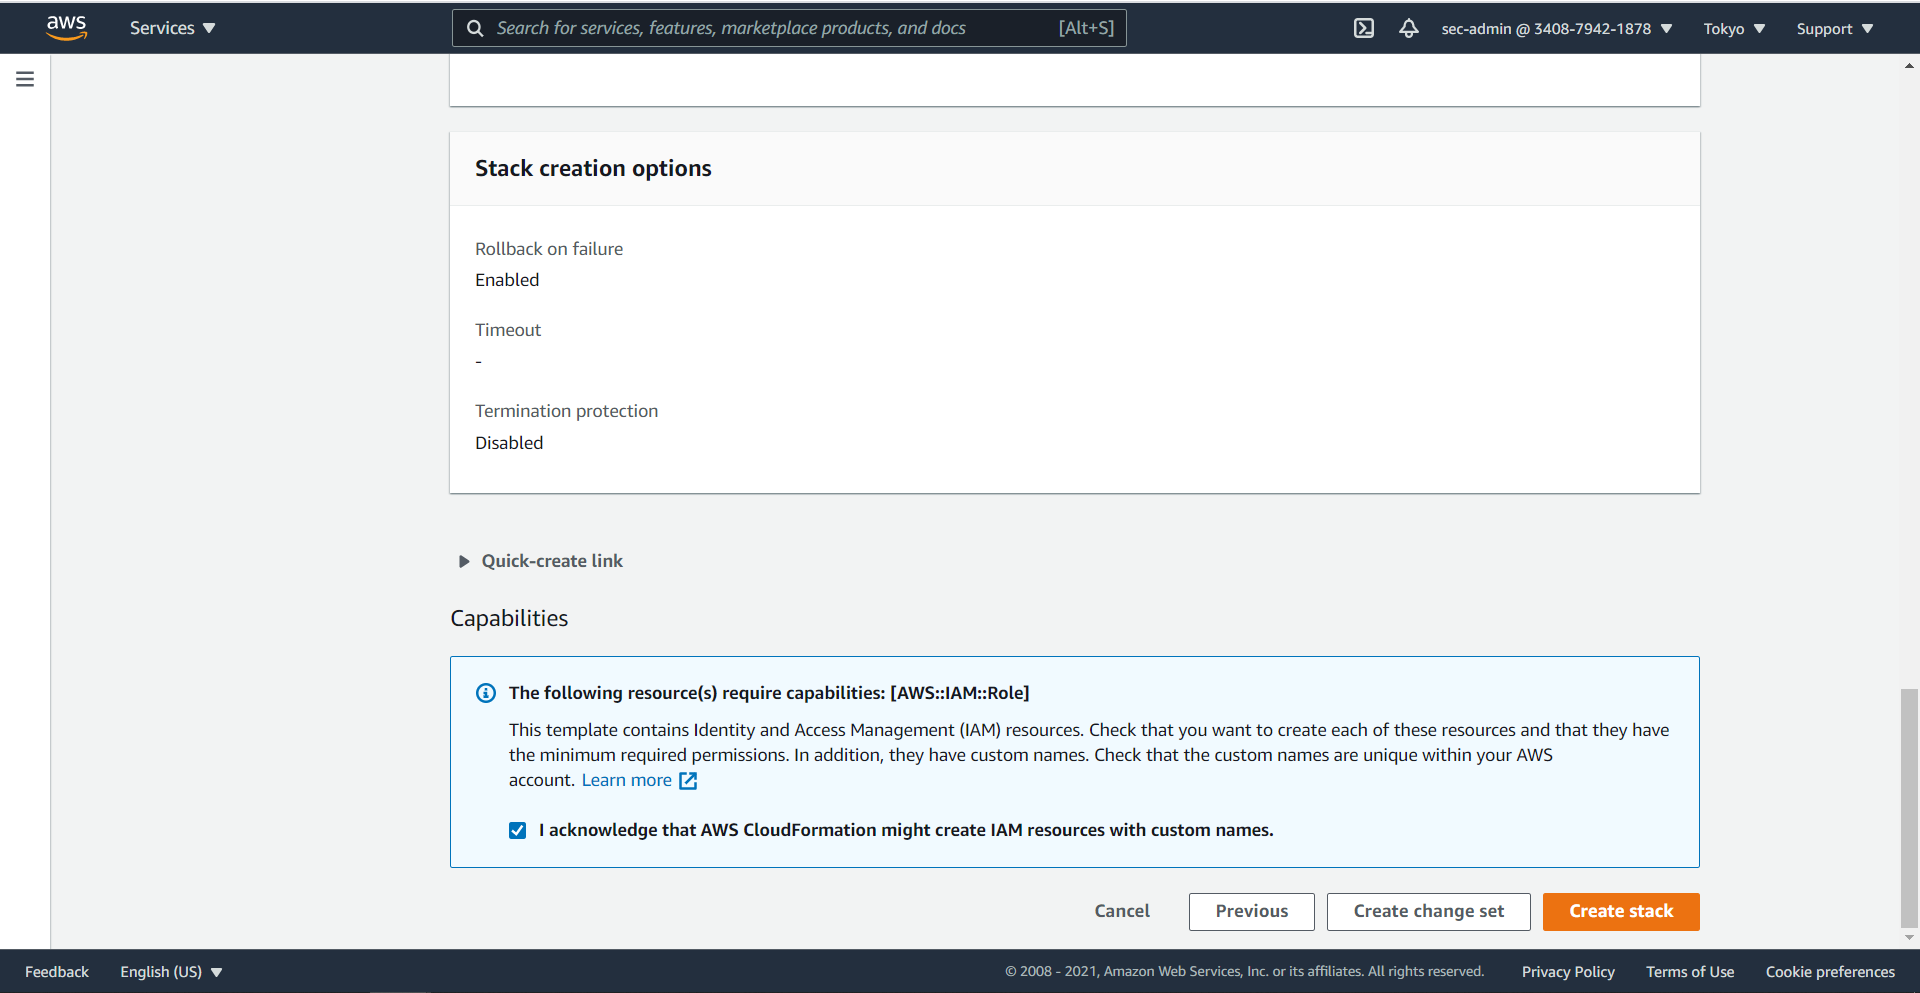 aws
Services
Search for services, features, marketplace products, and docs
[Alt+S]
sec-admin @ 3408-7942-1878
Tokyo
Support
Stack creation options
Rollback on failure
Enabled
Timeout
-
Termination protection
Disabled
Quick-create link
Capabilities
The following resource(s) require capabilities: [AWS::IAM::Role]
This template contains Identity and Access Management (IAM) resources. Check that you want to create each of these resources and that they have
the minimum required permissions. In addition, they have custom names. Check that the custom names are unique within your AWS
account. Learn more
I acknowledge that AWS CloudFormation might create IAM resources with custom names.
Cancel
Previous
Create change set
Create stack
Feedback
English (US)
© 2008 - 2021, Amazon Web Services, Inc. or its affiliates. All rights reserved.
Privacy Policy
Terms of Use
Cookie preferences